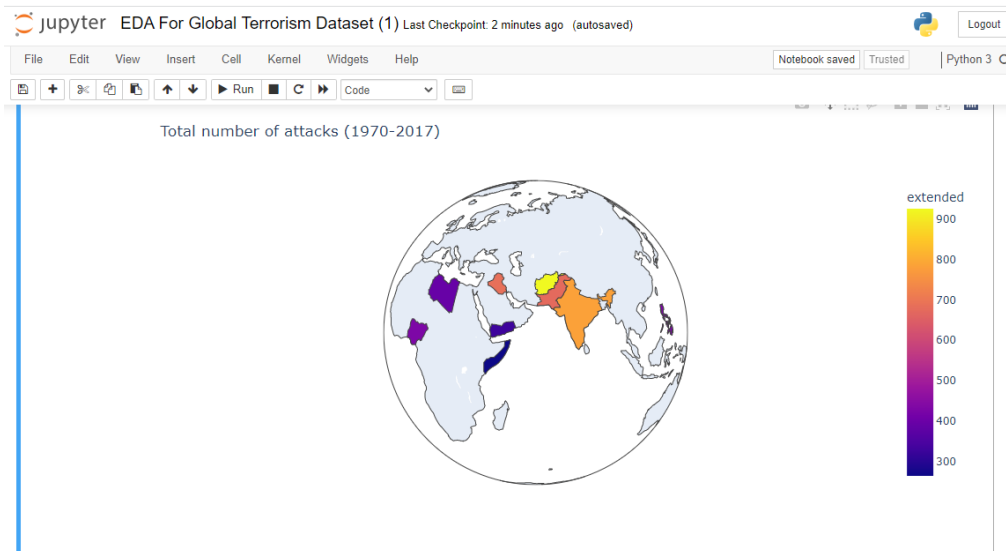 jupyter EDA For Global Terrorism Dataset (1) Last Checkpoint: 2 minutes ago (autosaved)
Logout
File Edit View Insert Cell Kernel Widgets Help
Notebook saved Trusted Python 3
Run Code
Total number of attacks (1970-2017)
extended
900
800
700
600
500
400
300